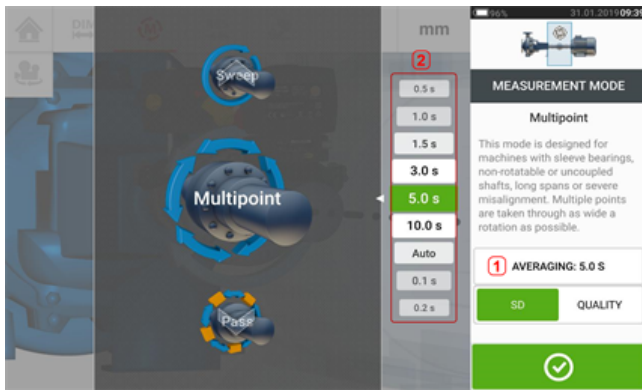 DIM
M
mm
2
Sweep
0.5 s
1.0 s
1.5 s
3.0 s
Multipoint
5.0 s
10.0 s
Auto
0.1 s
Pass
0.2 s
96%
31.01.2019 09:39
MEASUREMENT MODE
Multipoint
This mode is designed for
machines with sleeve bearings,
non-rotatable or uncoupled
shafts, long spans or severe
misalignment. Multiple points
are taken through as wide a
rotation as possible.
1 AVERAGING: 5.0 S
SD
QUALITY